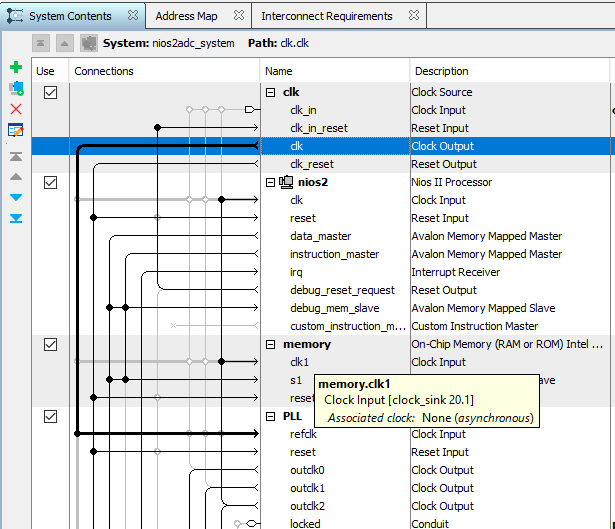 System Contents Address Map Interconnect Requirements
System: nios2adc_system Path: clk.clk
Use Connections Name Description
clk Clock Source
clk_in Clock Input
clk_in_reset Reset Input
clk Clock Output
clk_reset Reset Output
nios2 Nios II Processor
clk Clock Input
reset Reset Input
data_master Avalon Memory Mapped Master
instruction_master Avalon Memory Mapped Master
irq Interrupt Receiver
debug_reset_request Reset Output
debug_mem_slave Avalon Memory Mapped Slave
custom_instruction_m... Custom Instruction Master
memory On-Chip Memory (RAM or ROM) Intel ...
clk1 Clock Input
s1
memory.clk1
Clock Input [clock_sink 20.1]
Associated clock: None (asynchronous)
PLL
refclk Clock Input
reset Reset Input
outclk0 Clock Output
outclk1 Clock Output
outclk2 Clock Output
locked Conduit